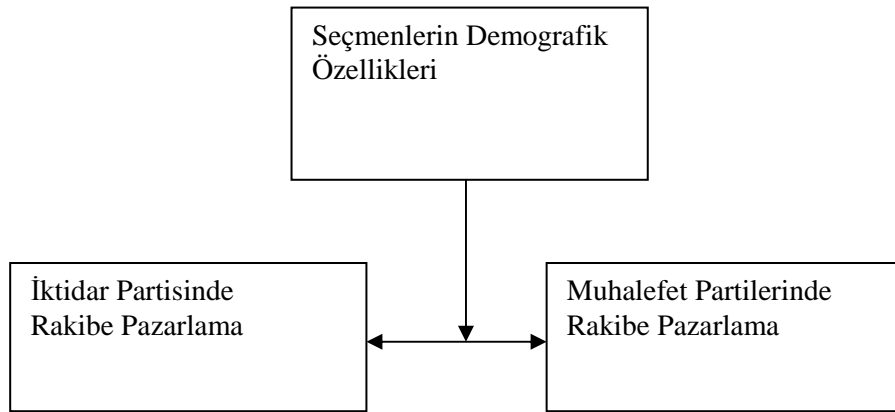 Seçmenlerin Demografik
Özellikleri
İktidar Partisinde
Rakibe Pazarlama
Muhalefet Partilerinde
Rakibe Pazarlama